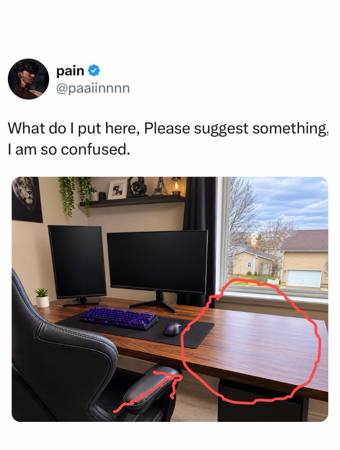 pain
@paaiinnnn
What do I put here, Please suggest something,
I am so confused.